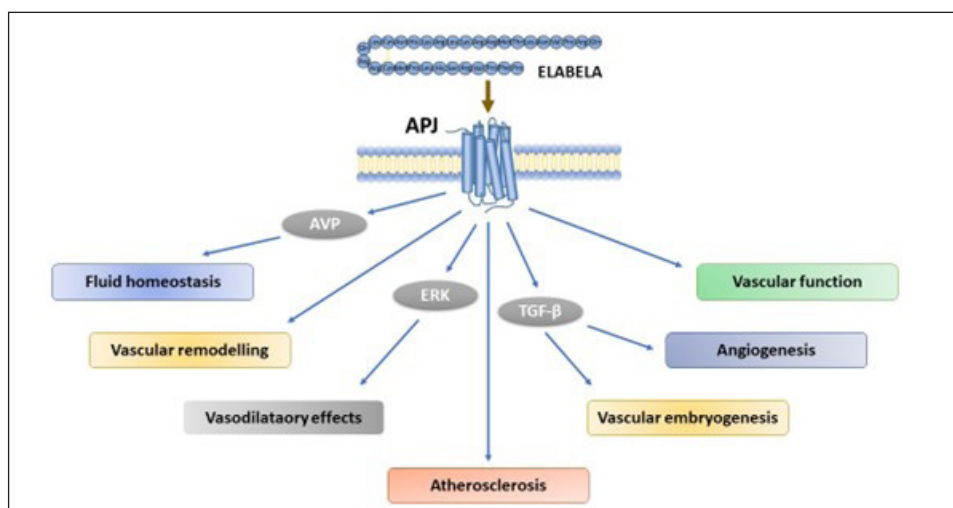 ELABELA
APJ
AVP
Fluid homeostasis
ERK
TGF-β
Vascular function
Vascular remodelling
Angiogenesis
Vasodilataory effects
Vascular embryogenesis
Atherosclerosis